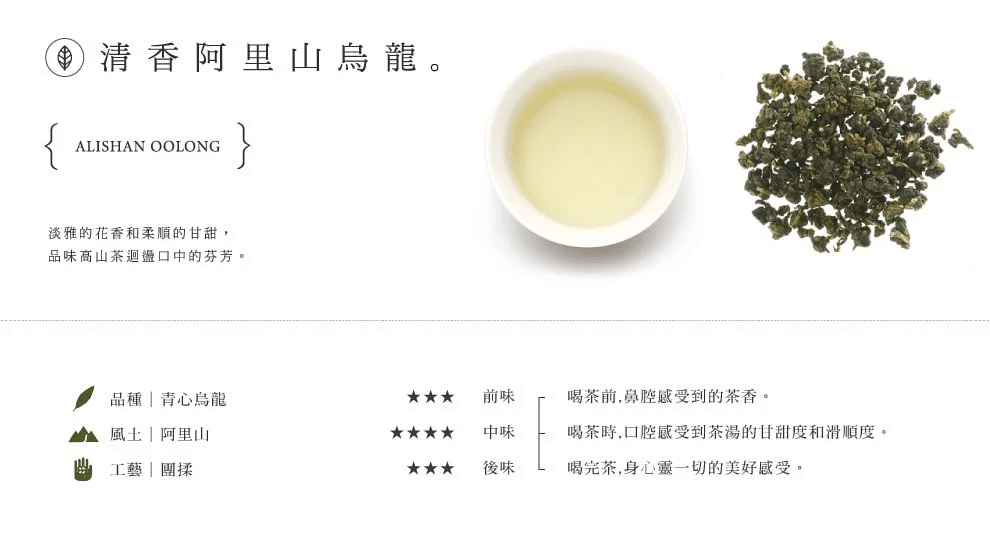 清香阿里山烏龍。
ALISHAN OOLONG
淡雅的花香和柔順的甘甜，
品味高山茶迴盪口中的芬芳。
品種｜青心烏龍
風土｜阿里山
工藝｜團揉
★★★ 前味 喝茶前,鼻腔感受到的茶香。
★★★★ 中味 喝茶時,口腔感受到茶湯的甘甜度和滑順度。
★★★ 後味 喝完茶,身心靈一切的美好感受。